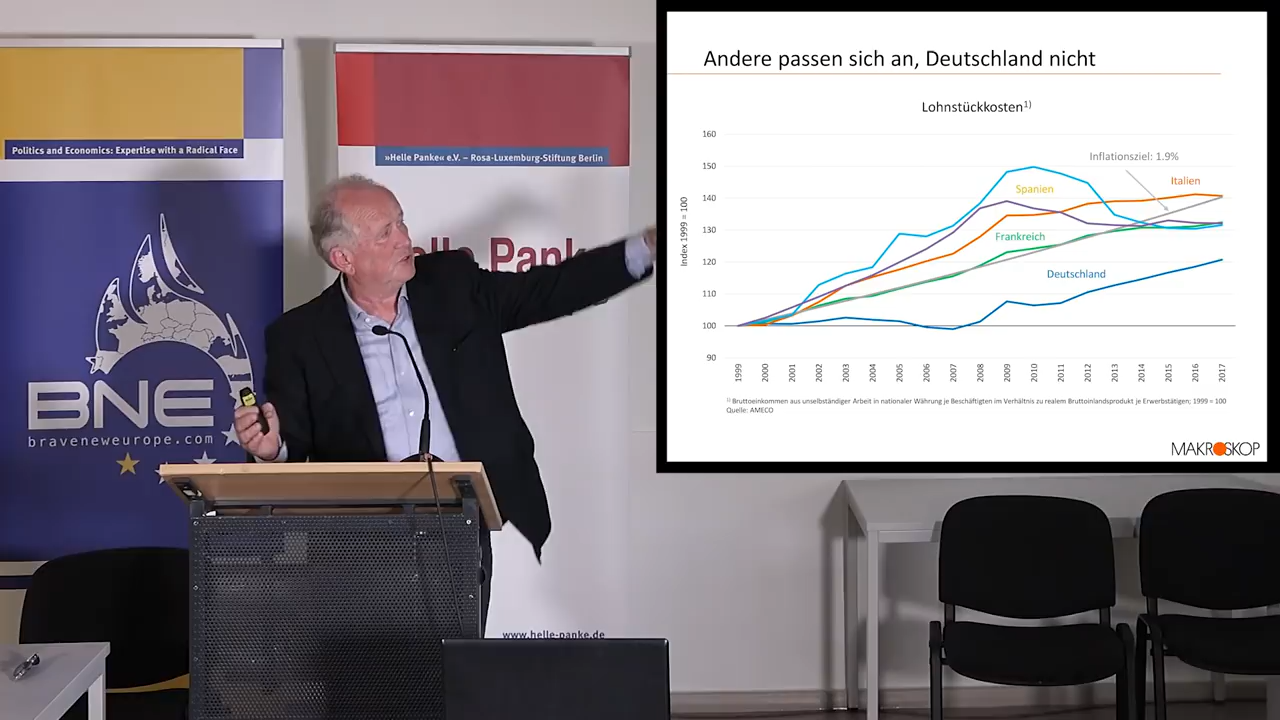 Politics and Economics: Expertise with a Radical Face
BNE
braveneweurope.com
»Helle Panke« e.V. – Rosa-Luxemburg-Stiftung Berlin
www.helle-panke.de
Andere passen sich an, Deutschland nicht
Lohnstückkosten¹⁾
Index 1999 = 100
160
150
140
130
120
110
100
90
Inflationsziel: 1.9%
Italien
Spanien
Frankreich
Deutschland
1999 2000 2001 2002 2003 2004 2005 2006 2007 2008 2009 2010 2011 2012 2013 2014 2015 2016 2017
¹⁾ Bruttoeinkommen aus unselbständiger Arbeit in nationaler Währung je Beschäftigten im Verhältnis zu realem Bruttoinlandsprodukt je Erwerbstätigen; 1999 = 100
Quelle: AMECO
MAKROSKOP